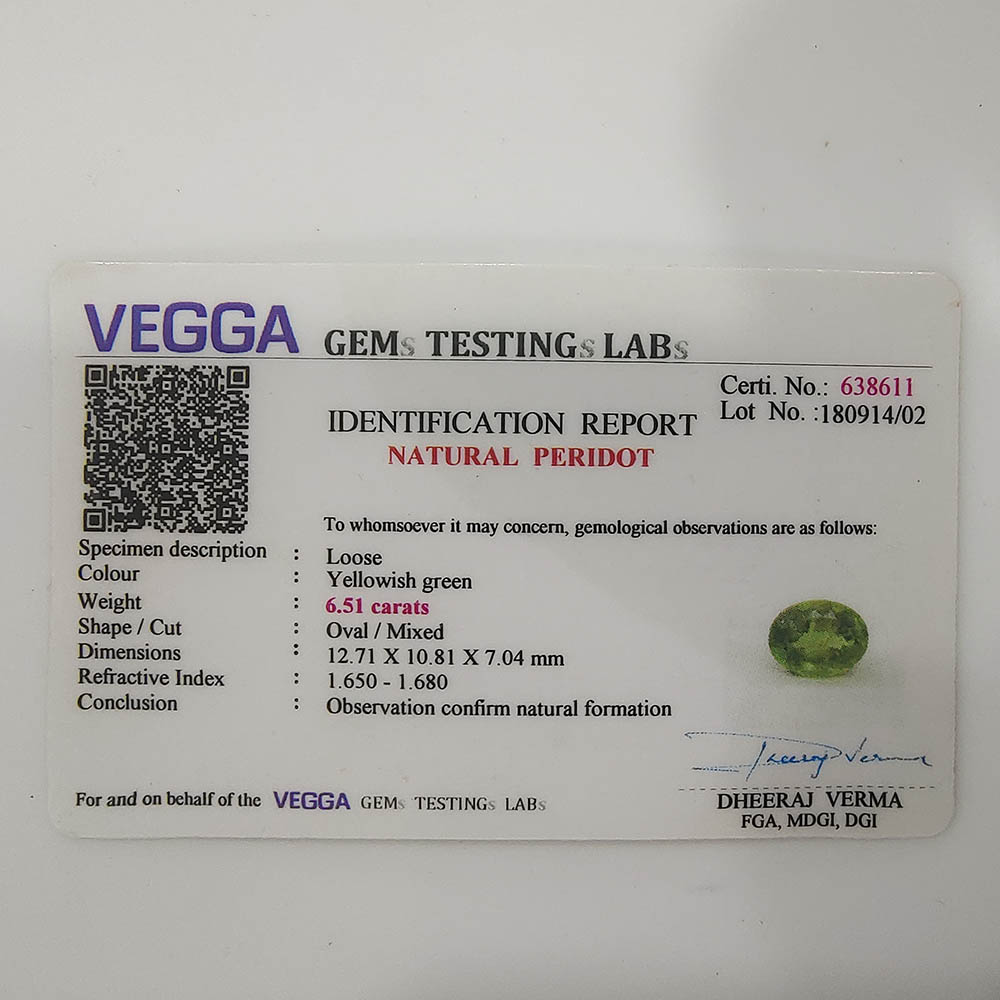 VEGGA GEMs TESTINGs LABs
Certi. No.: 638611
Lot No. :180914/02
IDENTIFICATION REPORT
NATURAL PERIDOT
To whomsoever it may concern, gemological observations are as follows:
Specimen description : Loose
Colour : Yellowish green
Weight : 6.51 carats
Shape / Cut : Oval / Mixed
Dimensions : 12.71 X 10.81 X 7.04 mm
Refractive Index : 1.650 - 1.680
Conclusion : Observation confirm natural formation
Dheeraj Verma
For and on behalf of the VEGGA GEMs TESTINGs LABs
DHEERAJ VERMA
FGA, MDGI, DGI